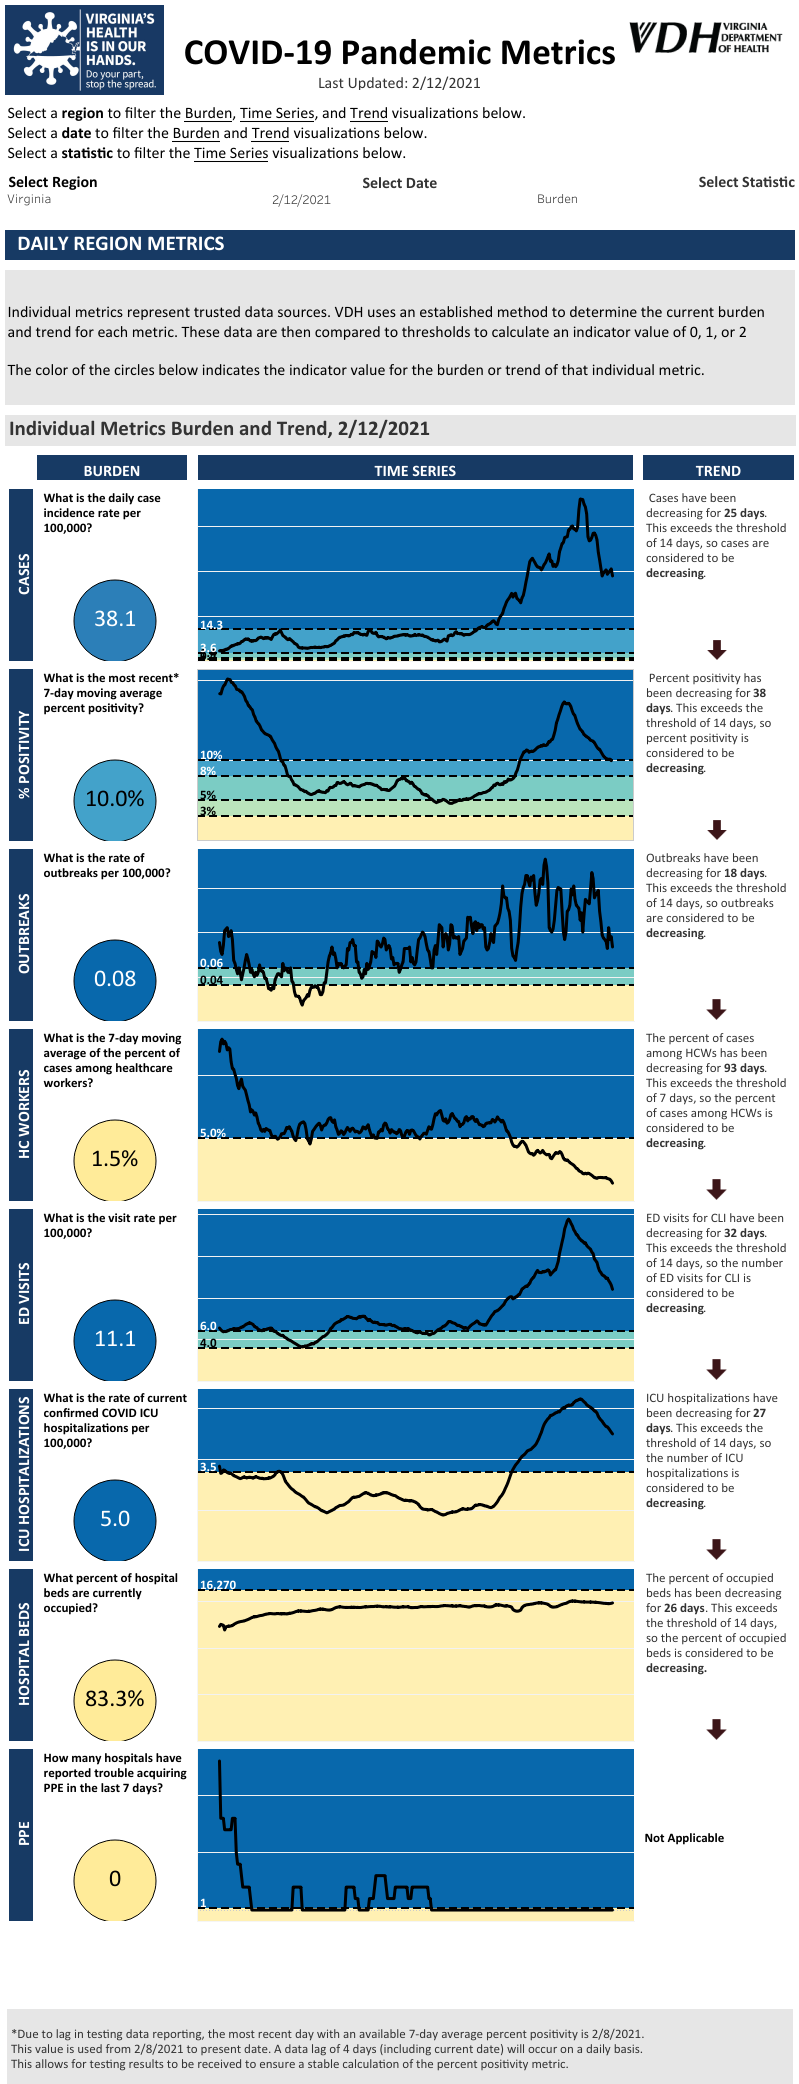 VIRGINIA'S
HEALTH
IS IN OUR
HANDS.
Do your part,
stop the spread.
COVID-19 Pandemic Metrics
Last Updated: 2/12/2021
VDH VIRGINIA
DEPARTMENT
OF HEALTH
Select a region to filter the Burden, Time Series, and Trend visualizations below.
Select a date to filter the Burden and Trend visualizations below.
Select a statistic to filter the Time Series visualizations below.
Select Region
Select Date
Select Statistic
Virginia
2/12/2021
Burden
DAILY REGION METRICS
Individual metrics represent trusted data sources. VDH uses an established method to determine the current burden
and trend for each metric. These data are then compared to thresholds to calculate an indicator value of 0, 1, or 2
The color of the circles below indicates the indicator value for the burden or trend of that individual metric.
Individual Metrics Burden and Trend, 2/12/2021
BURDEN
TIME SERIES
TREND
CASES
What is the daily case
incidence rate per
100,000?
38.1
14.3
3.6
Cases have been
decreasing for 25 days.
This exceeds the threshold
of 14 days, so cases are
considered to be
decreasing.
% POSITIVITY
What is the most recent*
7-day moving average
percent positivity?
10.0%
10%
8%
5%
3%
Percent positivity has
been decreasing for 38
days. This exceeds the
threshold of 14 days, so
percent positivity is
considered to be
decreasing.
OUTBREAKS
What is the rate of
outbreaks per 100,000?
0.08
0.06
0.04
Outbreaks have been
decreasing for 18 days.
This exceeds the threshold
of 14 days, so outbreaks
are considered to be
decreasing.
HC WORKERS
What is the 7-day moving
average of the percent of
cases among healthcare
workers?
1.5%
5.0%
The percent of cases
among HCWs has been
decreasing for 93 days.
This exceeds the threshold
of 7 days, so the percent
of cases among HCWs is
considered to be
decreasing.
ED VISITS
What is the visit rate per
100,000?
11.1
6.0
4.0
ED visits for CLI have been
decreasing for 32 days.
This exceeds the threshold
of 14 days, so the number
of ED visits for CLI is
considered to be
decreasing.
ICU HOSPITALIZATIONS
What is the rate of current
confirmed COVID ICU
hospitalizations per
100,000?
5.0
3.5
ICU hospitalizations have
been decreasing for 27
days. This exceeds the
threshold of 14 days, so
the number of ICU
hospitalizations is
considered to be
decreasing.
HOSPITAL BEDS
What percent of hospital
beds are currently
occupied?
83.3%
16,270
The percent of occupied
beds has been decreasing
for 26 days. This exceeds
the threshold of 14 days,
so the percent of occupied
beds is considered to be
decreasing.
PPE
How many hospitals have
reported trouble acquiring
PPE in the last 7 days?
0
1
Not Applicable
*Due to lag in testing data reporting, the most recent day with an available 7-day average percent positivity is 2/8/2021.
This value is used from 2/8/2021 to present date. A data lag of 4 days (including current date) will occur on a daily basis.
This allows for testing results to be received to ensure a stable calculation of the percent positivity metric.